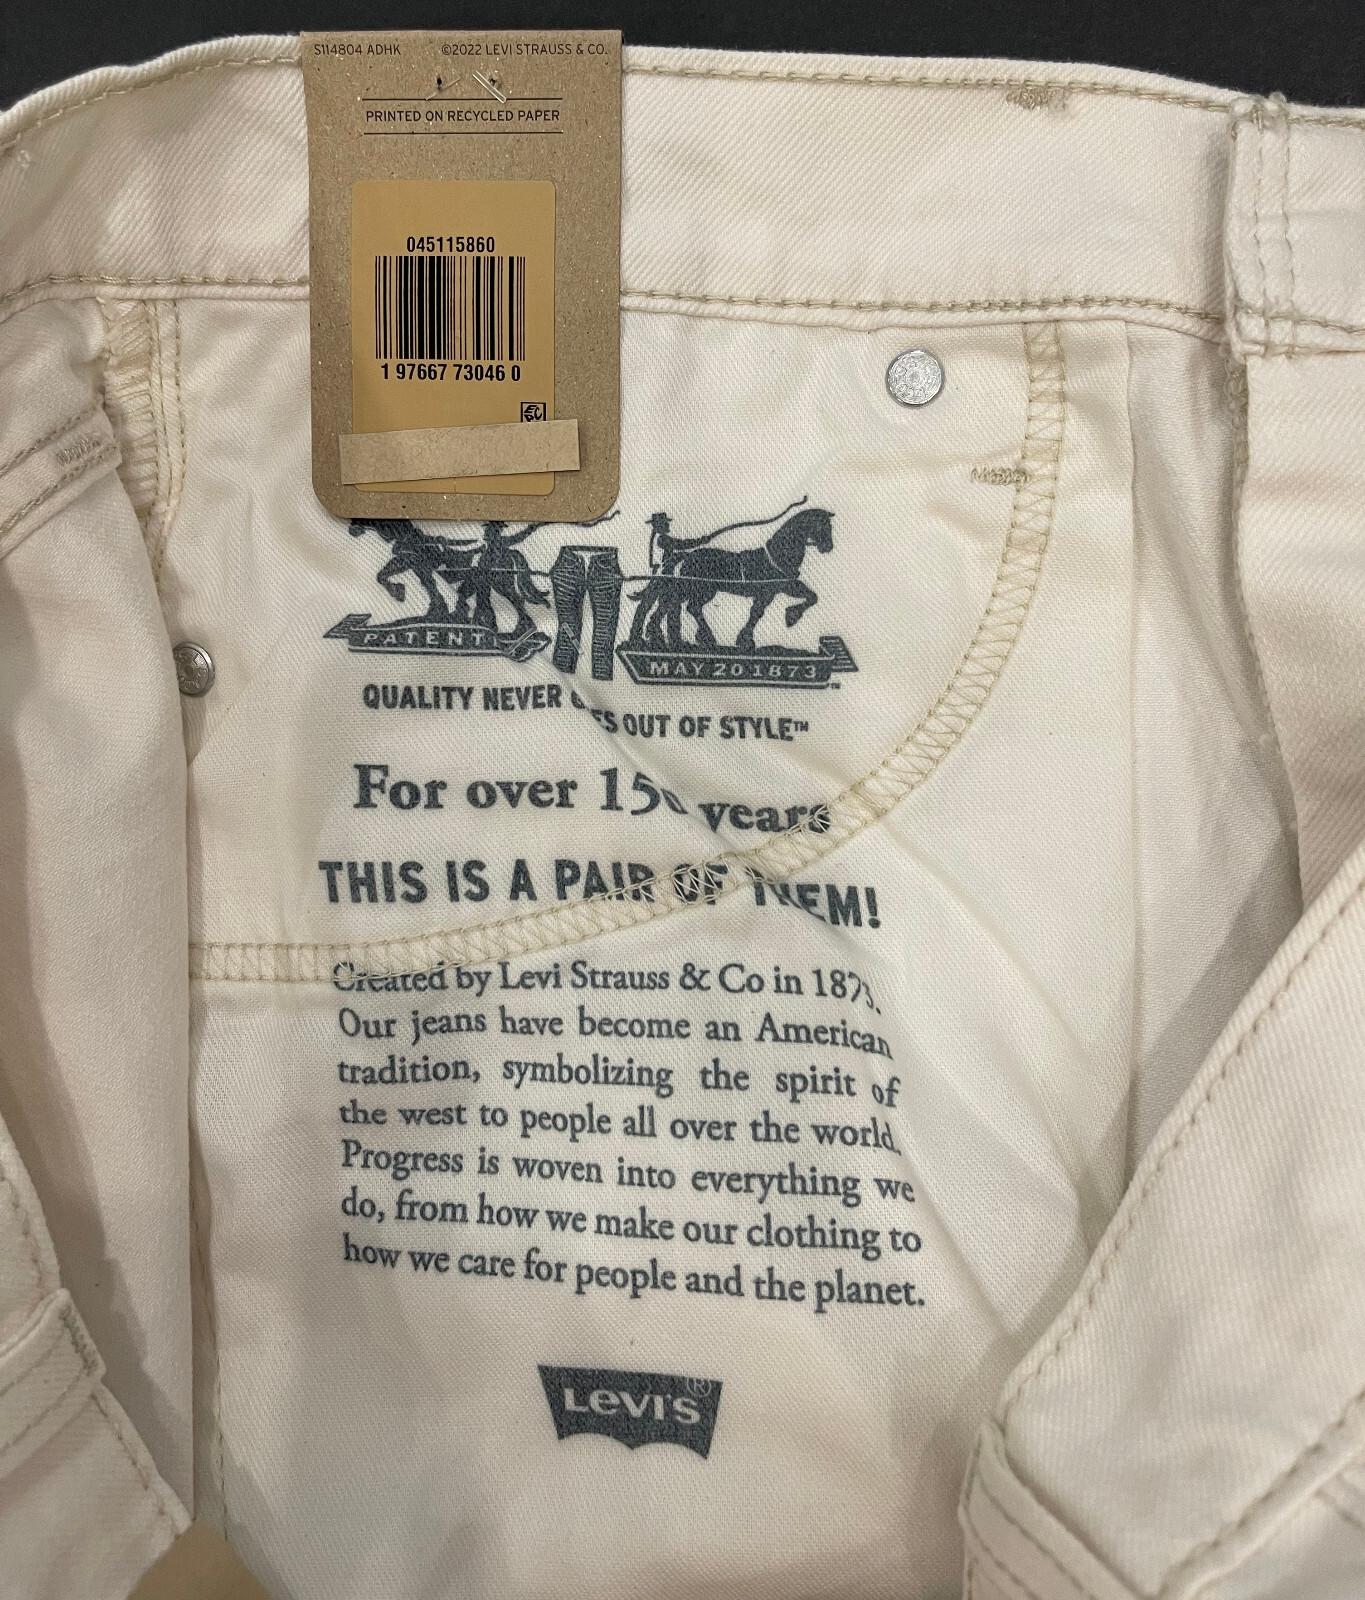 S114804 ADHK ©2022 LEVI STRAUSS & CO.
PRINTED ON RECYCLED PAPER
045115860
1 97667 73046 0
MAY 20 1873
QUALITY NEVER OUT OF STYLE™
For over years
THIS IS A PAIR OF THEM!
Created by Levi Strauss & Co in 1873.
Our jeans have become an American
tradition, symbolizing the spirit of
the west to people all over the world.
Progress is woven into everything we
do, from how we make our clothing to
how we care for people and the planet.
Levi's®